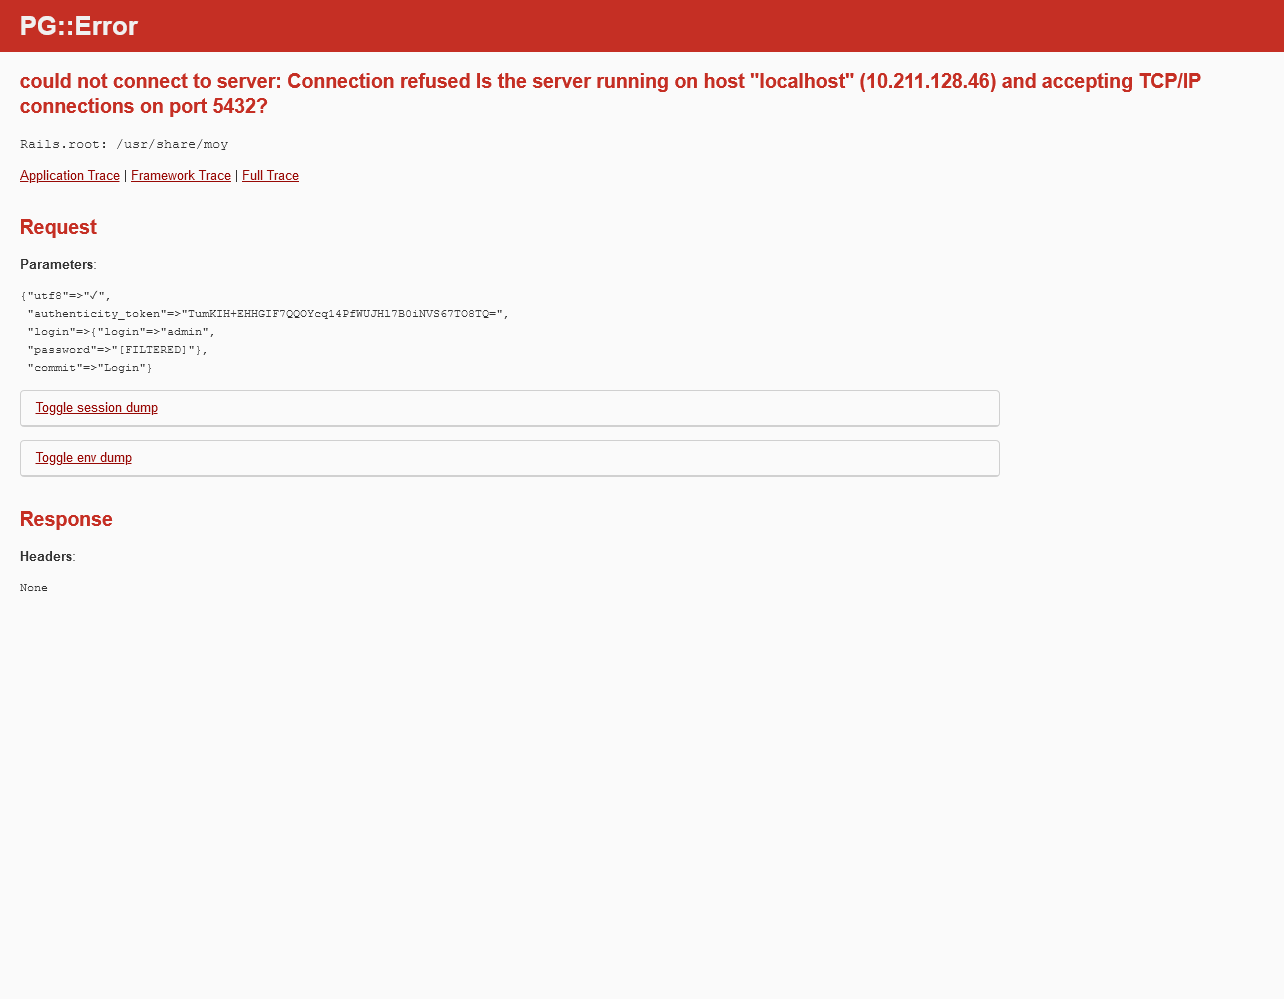 PG::Error
could not connect to server: Connection refused Is the server running on host "localhost" (10.211.128.46) and accepting TCP/IP
connections on port 5432?
Rails.root: /usr/share/moy
Application Trace | Framework Trace | Full Trace
Request
Parameters:
{"utf8"=>"✓",
"authenticity_token"=>"TumKIH+EHHGIF7QQOYcq14PfWUJHl7B0iNVS67TO8TQ=",
"login"=>{"login"=>"admin",
"password"=>"[FILTERED]"},
"commit"=>"Login"}
Toggle session dump
Toggle env dump
Response
Headers:
None